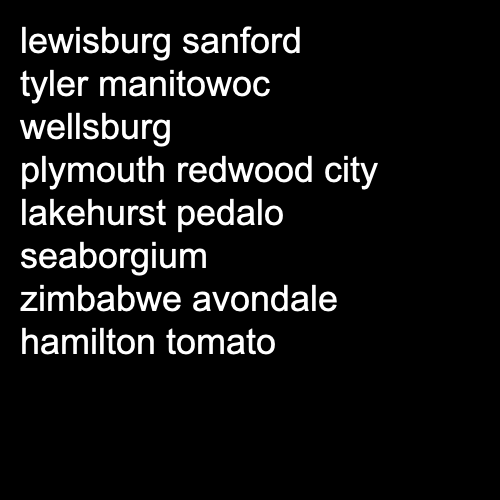 lewisburg sanford
tyler manitowoc
wellsburg
plymouth redwood city
lakehurst pedalo
seaborgium
zimbabwe avondale
hamilton tomato